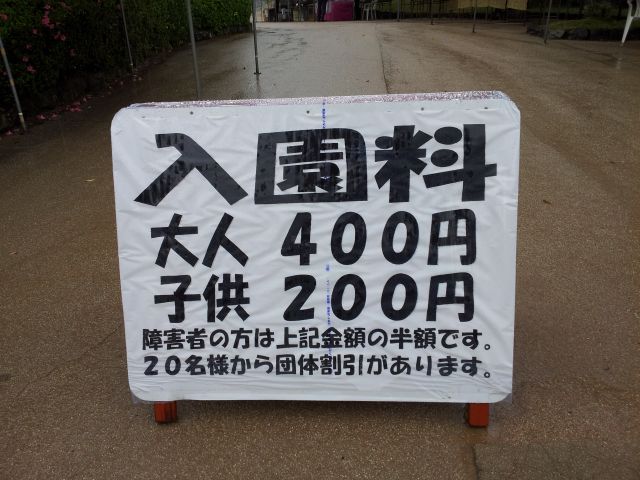 入園料
大人 400円
子供 200円
障害者の方は上記金額の半額です。
20名様から団体割引があります。